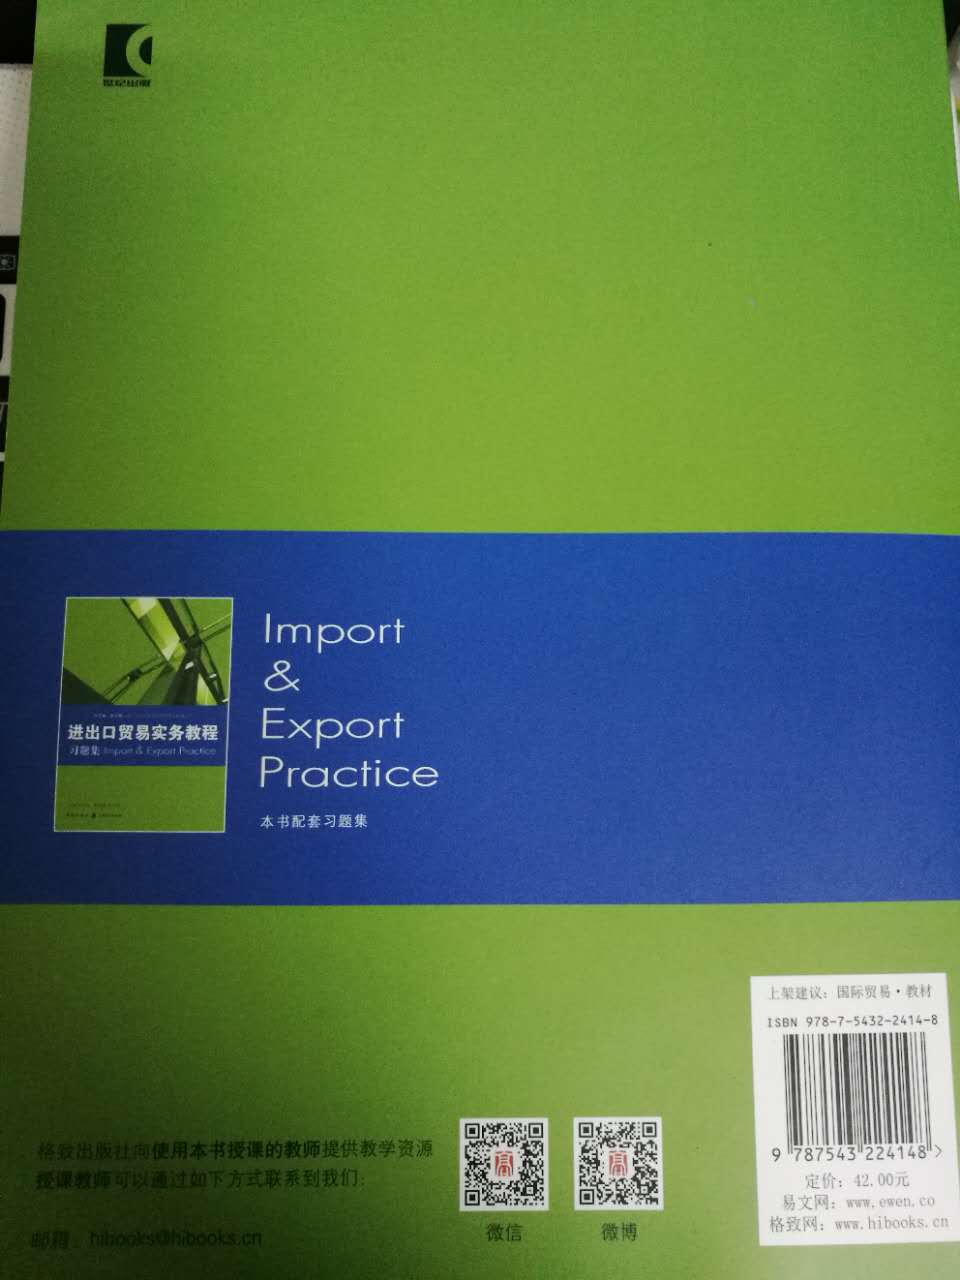 世纪出版
进出口贸易实务教程
习题集 Import & Export Practice
Import
&
Export
Practice
本书配套习题集
上架建议：国际贸易·教材
ISBN 978-7-5432-2414-8
9 787543 224148 >
定价：42.00元
易文网：www.ewen.co
格致网：www.hibooks.cn
格致出版社向使用本书授课的教师提供教学资源
授课教师可以通过如下方式联系到我们：
邮箱：hibooks@hibooks.cn
微信
微博